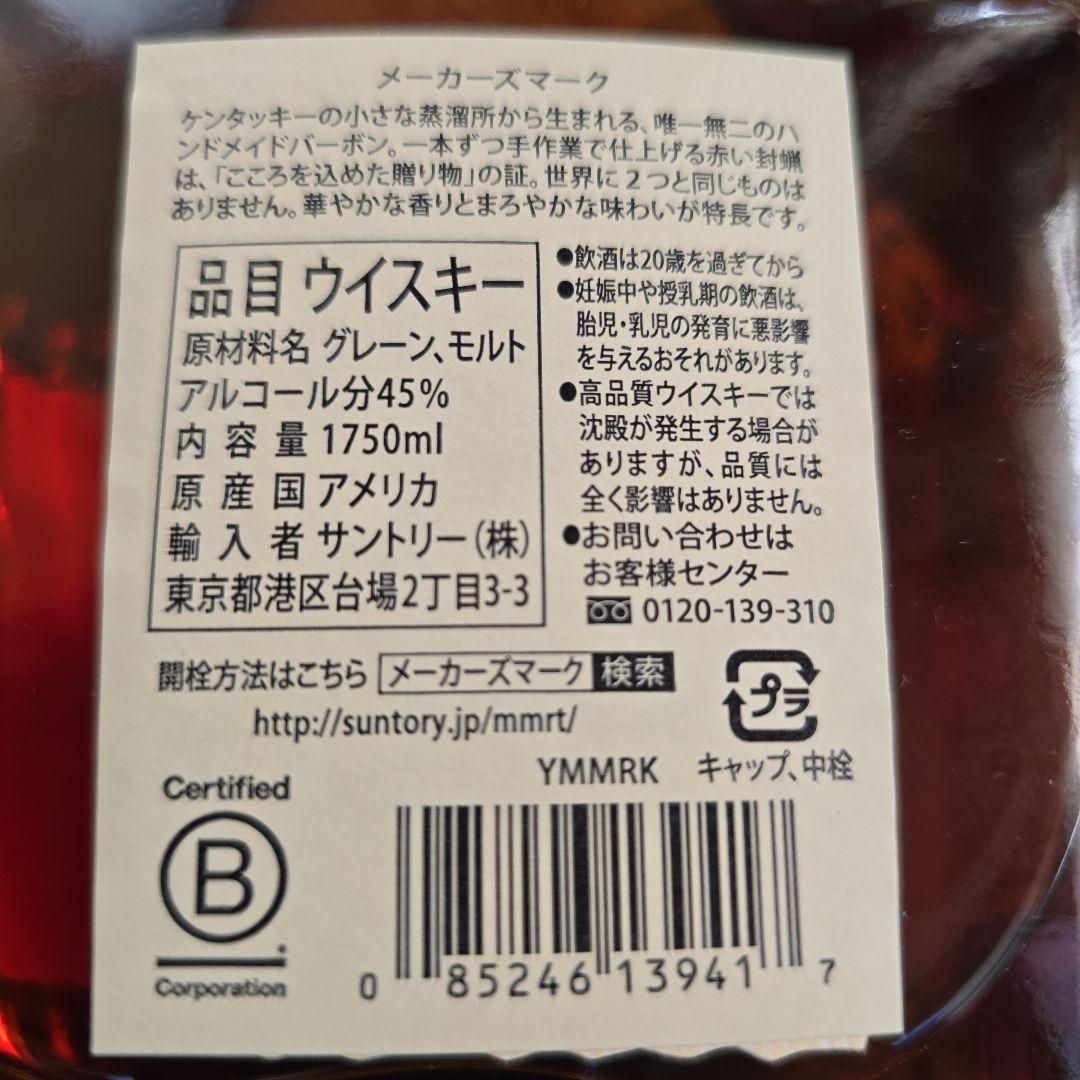 メーカーズマーク
ケンタッキーの小さな蒸溜所から生まれる、唯一無二のハ
ンドメイドバーボン。一本ずつ手作業で仕上げる赤い封蝋
は、「こころを込めた贈り物」の証。世界に２つと同じものは
ありません。華やかな香りとまろやかな味わいが特長です。
品目 ウイスキー
原材料名 グレーン、モルト
アルコール分45%
内容量 1750ml
原産国 アメリカ
輸入者 サントリー(株)
東京都港区台場2丁目3-3
●飲酒は20歳を過ぎてから
●妊娠中や授乳期の飲酒は、
胎児・乳児の発育に悪影響
を与えるおそれがあります。
●高品質ウイスキーでは
沈殿が発生する場合が
ありますが、品質には
全く影響はありません。
●お問い合わせは
お客様センター
0120-139-310
開栓方法はこちら メーカーズマーク 検索
http://suntory.jp/mmrt/
プラ
YMMRK キャップ、中栓
Certified
B
Corporation
0 85246 13941 7